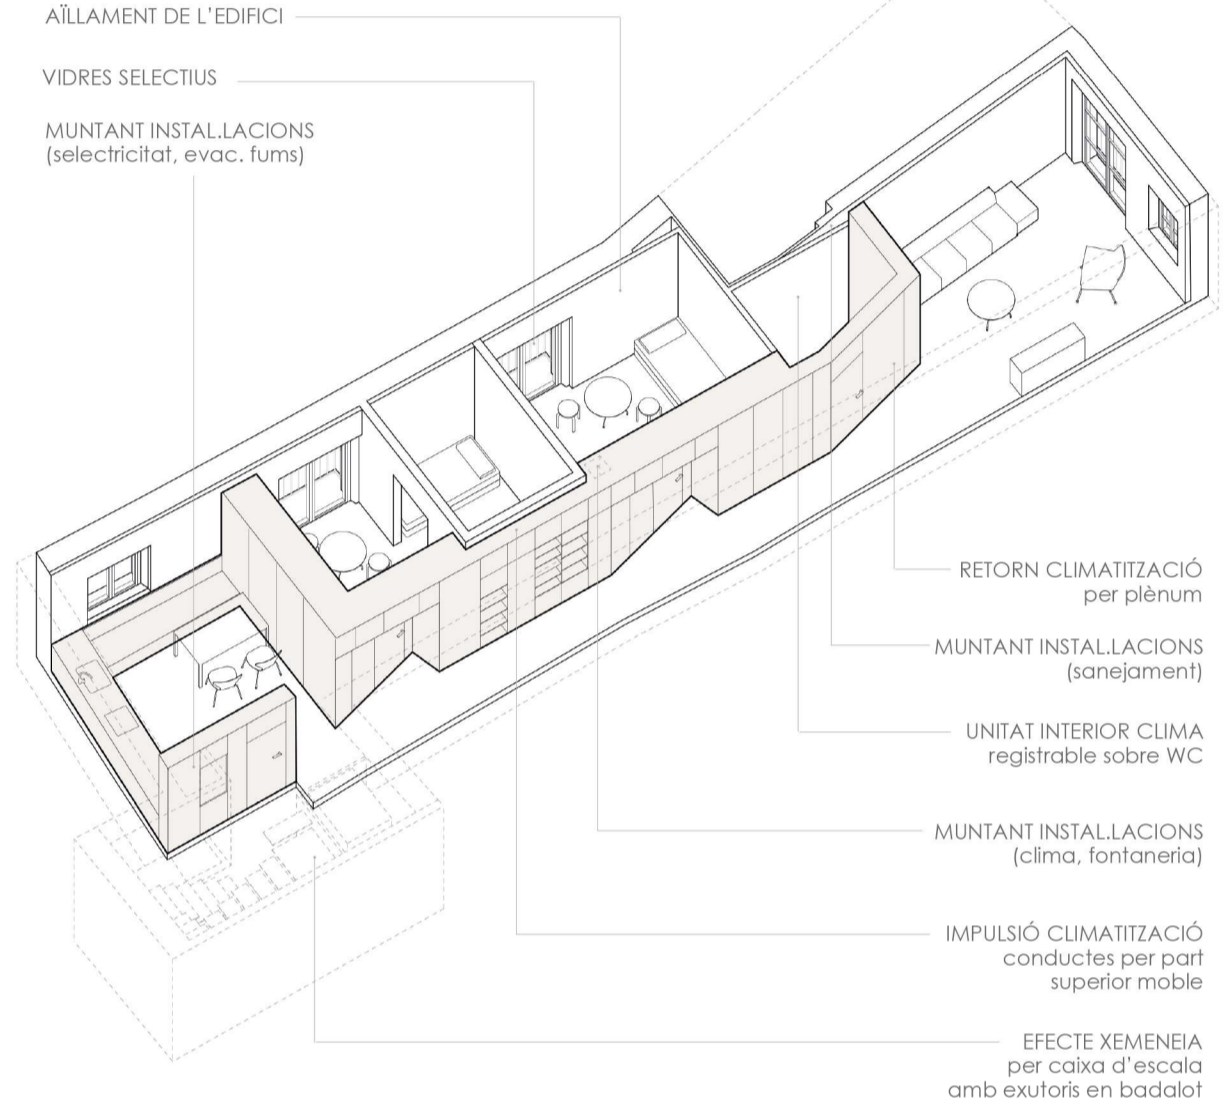 AÏLLAMENT DE L'EDIFICI
VIDRES SELECTIUS
MUNTANT INSTAL.LACIONS
(selectricitat, evac. fums)
RETORN CLIMATITZACIÓ
per plènum
MUNTANT INSTAL.LACIONS
(sanejament)
UNITAT INTERIOR CLIMA
registrable sobre WC
MUNTANT INSTAL.LACIONS
(clima, fontaneria)
IMPULSIÓ CLIMATITZACIÓ
conductes per part
superior moble
EFECTE XEMENEIA
per caixa d'escala
amb exutoris en badalot